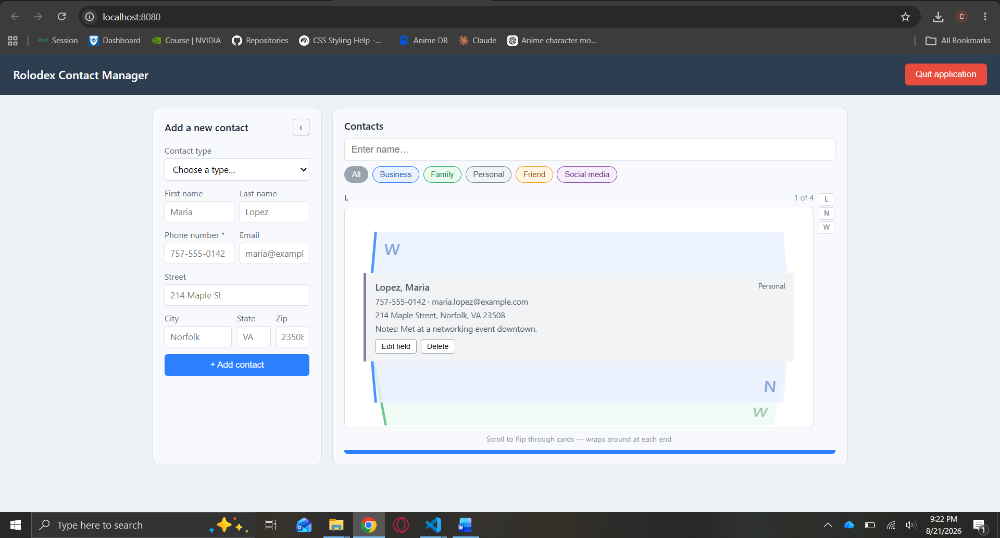 localhost:8080
C
Session
Dashboard
Course | NVIDIA
Repositories
CSS Styling Help -...
Anime DB
Claude
Anime character mo...
All Bookmarks
Rolodex Contact Manager
Quit application
Add a new contact
‹
Contact type
Choose a type...
First name
Last name
Maria
Lopez
Phone number *
Email
757-555-0142
maria@exampl
Street
214 Maple St
City
State
Zip
Norfolk
VA
23508
+ Add contact
Contacts
Enter name...
All
Business
Family
Personal
Friend
Social media
L
1 of 4
L
N
W
W
Lopez, Maria
Personal
757-555-0142 · maria.lopez@example.com
214 Maple Street, Norfolk, VA 23508
Notes: Met at a networking event downtown.
Edit field
Delete
N
W
Scroll to flip through cards — wraps around at each end
Type here to search
9:22 PM
8/21/2026
1